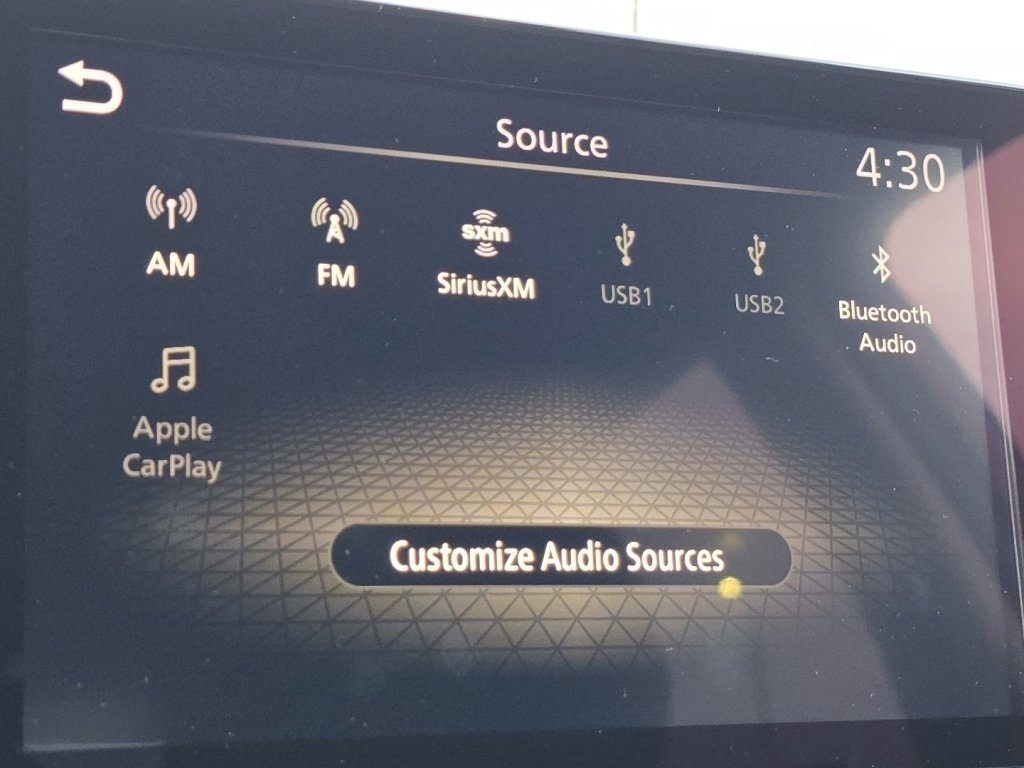 Source
4:30
sxm
AM
FM
SiriusXM
USB1
USB2
Bluetooth
Audio
Apple
CarPlay
Customize Audio Sources